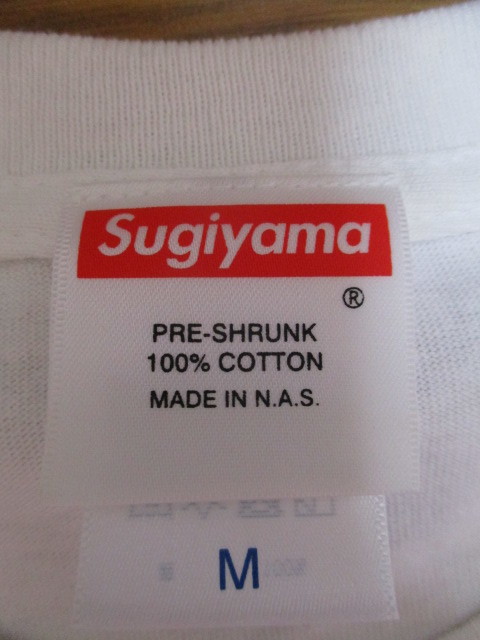 Sugiyama
®
PRE-SHRUNK
100% COTTON
MADE IN N.A.S.
M